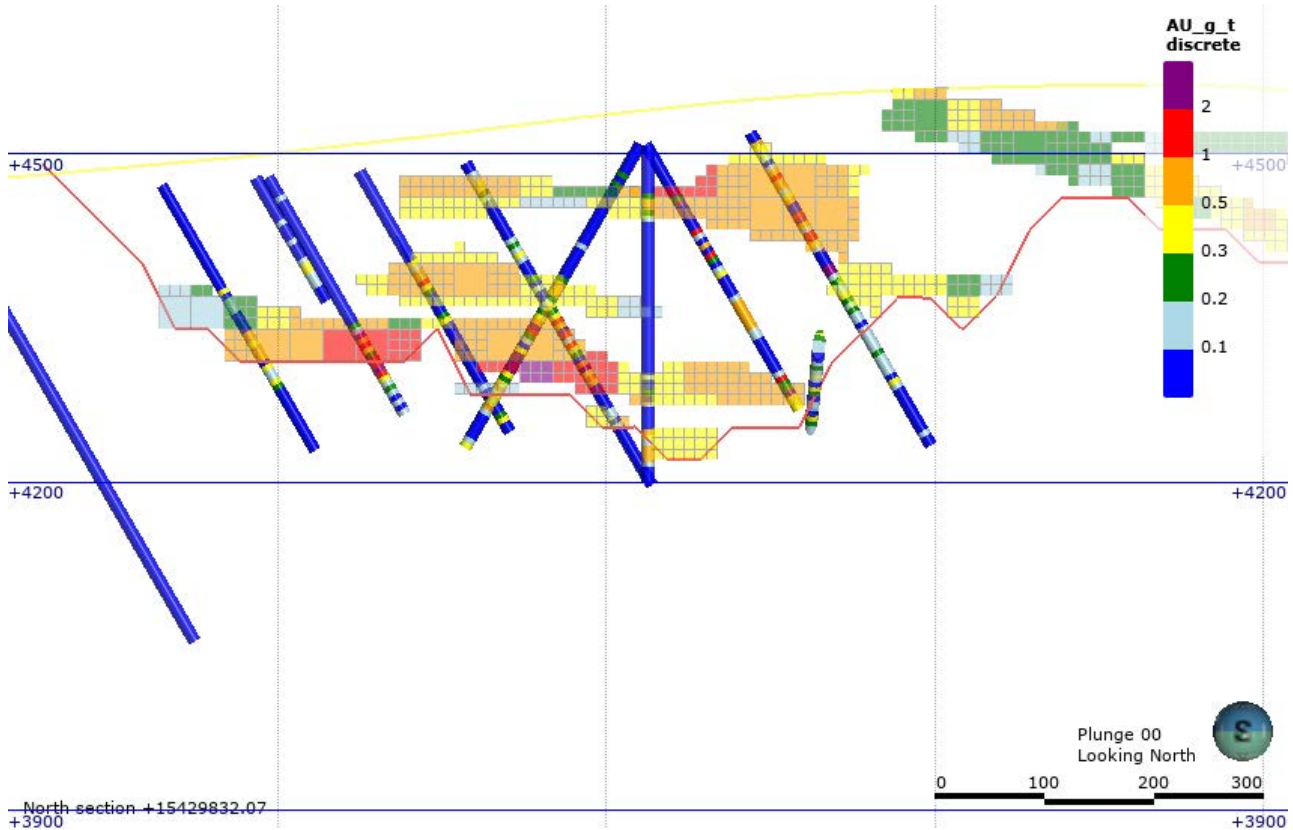 AU_g_t
discrete
2
1
0.5
0.3
0.2
0.1
+4500
+4500
+4200
+4200
S
Plunge 00
Looking North
0 100 200 300
North section +15429832.07
+3900
+3900